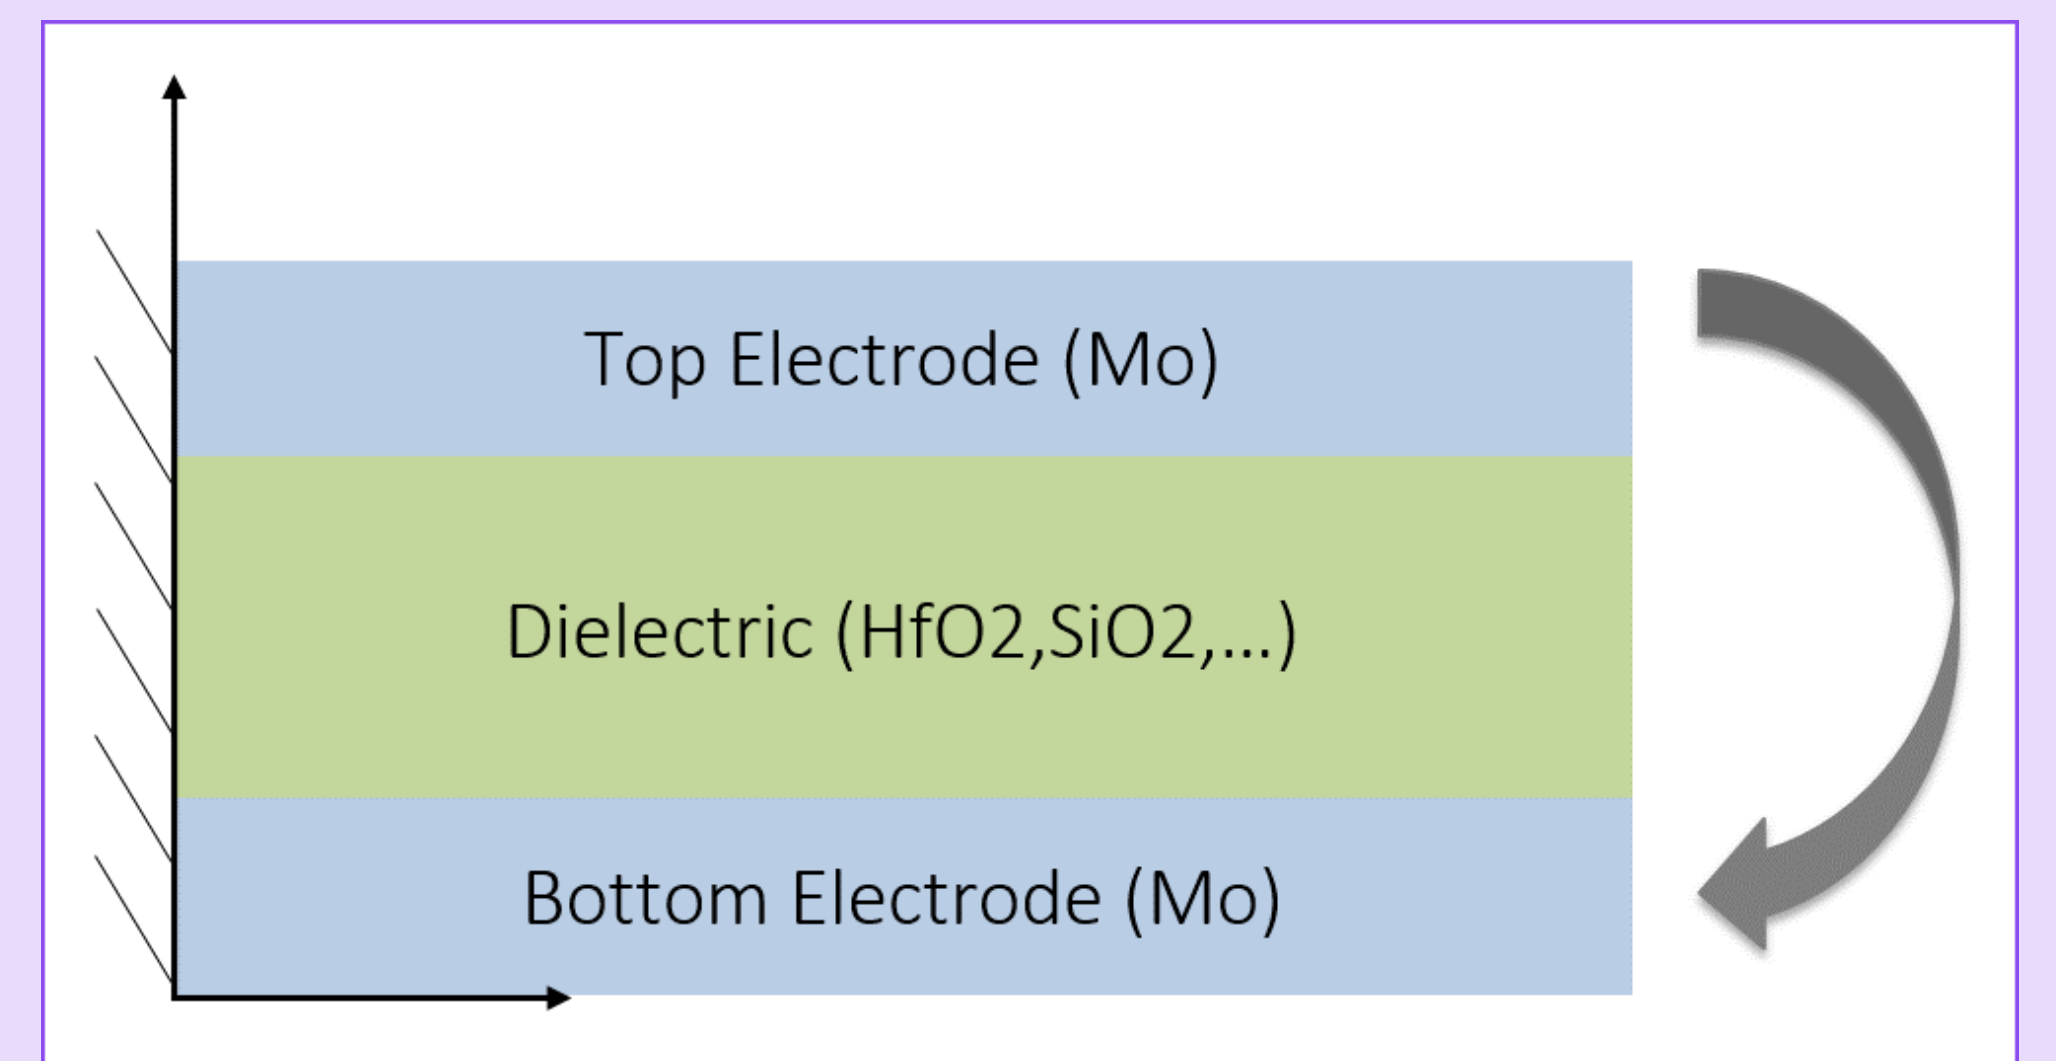 Top Electrode (Mo)
Dielectric (HfO2,SiO2,...)
Bottom Electrode (Mo)